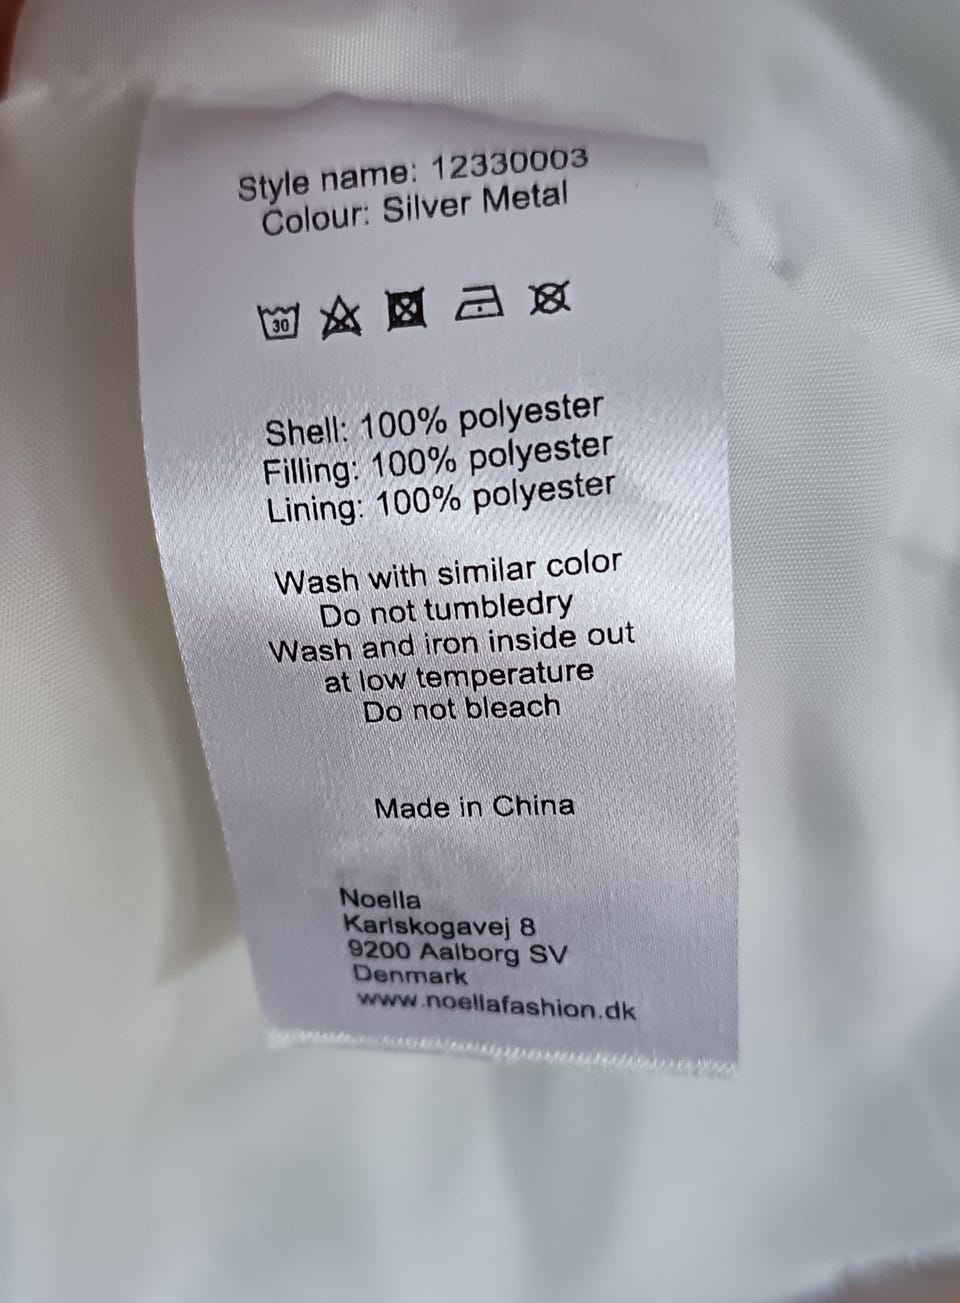 Style name: 12330003
Colour: Silver Metal
30
Shell: 100% polyester
Filling: 100% polyester
Lining: 100% polyester
Wash with similar color
Do not tumbledry
Wash and iron inside out
at low temperature
Do not bleach
Made in China
Noella
Karlskogavej 8
9200 Aalborg SV
Denmark
www.noellafashion.dk